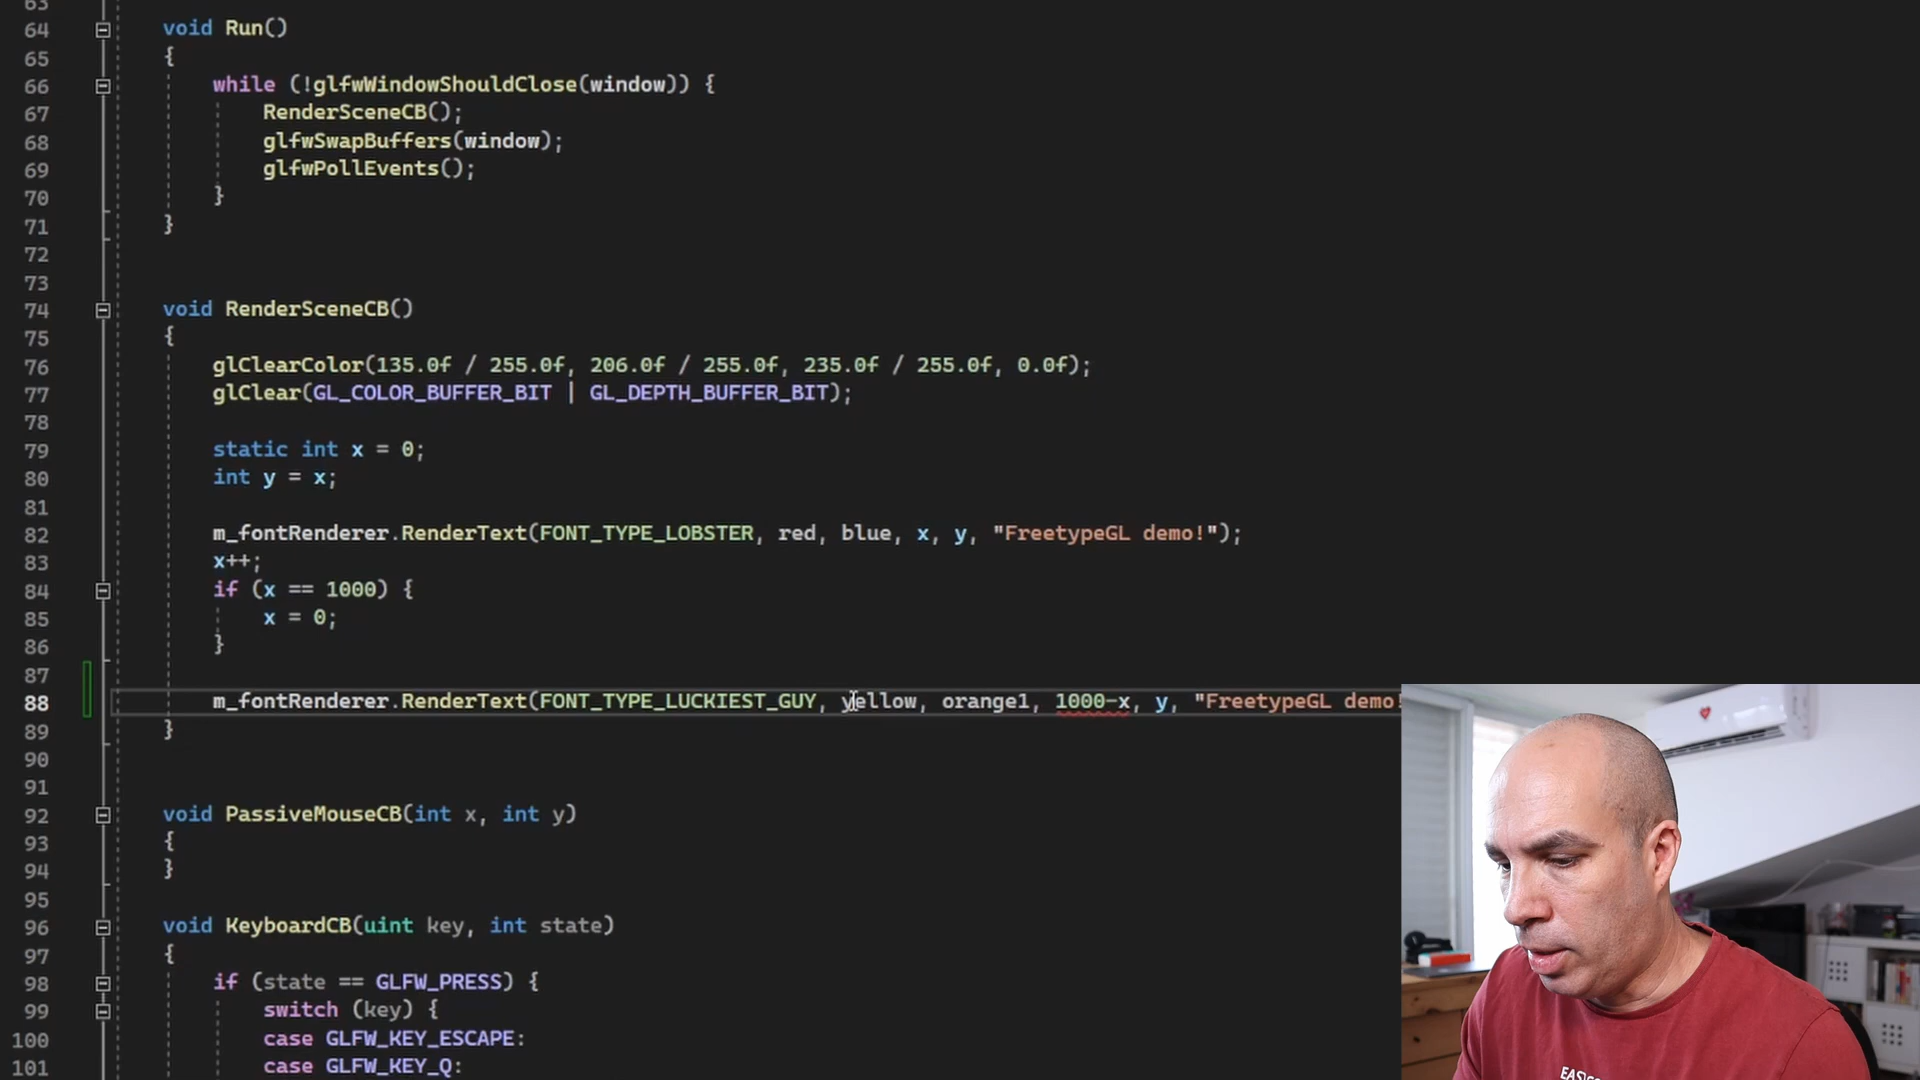 63
64 void Run()
65 {
66 while (!glfwWindowShouldClose(window)) {
67 RenderSceneCB();
68 glfwSwapBuffers(window);
69 glfwPollEvents();
70 }
71 }
72
73
74 void RenderSceneCB()
75 {
76 glClearColor(135.0f / 255.0f, 206.0f / 255.0f, 235.0f / 255.0f, 0.0f);
77 glClear(GL_COLOR_BUFFER_BIT | GL_DEPTH_BUFFER_BIT);
78
79 static int x = 0;
80 int y = x;
81
82 m_fontRenderer.RenderText(FONT_TYPE_LOBSTER, red, blue, x, y, "FreetypeGL demo!");
83 x++;
84 if (x == 1000) {
85 x = 0;
86 }
87
88 m_fontRenderer.RenderText(FONT_TYPE_LUCKIEST_GUY, yellow, orange1, 1000-x, y, "FreetypeGL demo!
89 }
90
91
92 void PassiveMouseCB(int x, int y)
93 {
94 }
95
96 void KeyboardCB(uint key, int state)
97 {
98 if (state == GLFW_PRESS) {
99 switch (key) {
100 case GLFW_KEY_ESCAPE:
101 case GLFW_KEY_Q: